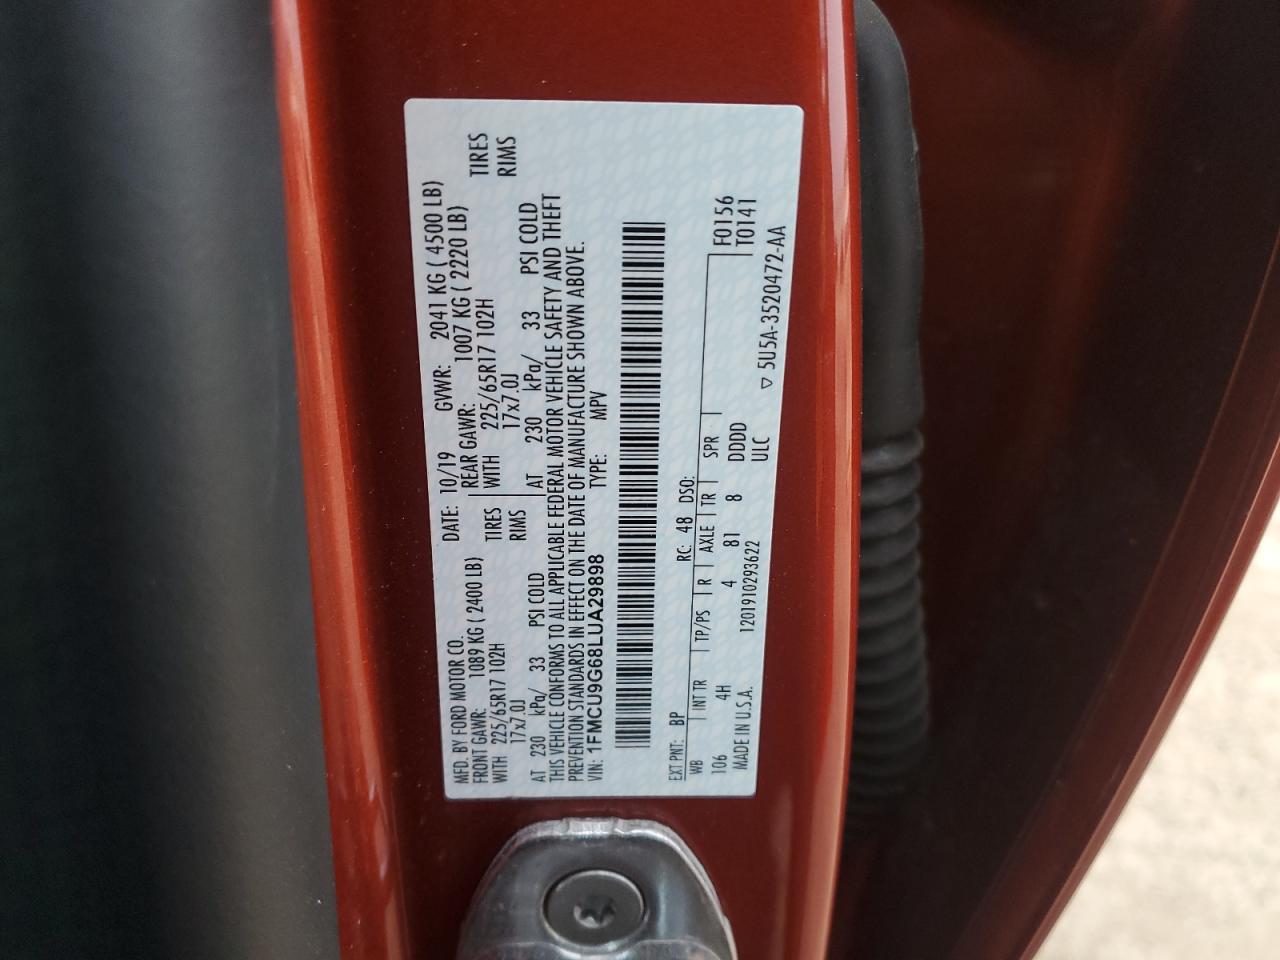 MFD. BY FORD MOTOR CO. DATE: 10/19 GVWR: 2041 KG ( 4500 LB)
FRONT GAWR: 1089 KG ( 2400 LB) REAR GAWR: 1007 KG ( 2220 LB)
WITH 225/65R17 102H TIRES WITH 225/65R17 102H TIRES
17x7.0J RIMS 17x7.0J RIMS
AT 230 kPa/ 33 PSI COLD AT 230 kPa/ 33 PSI COLD
THIS VEHICLE CONFORMS TO ALL APPLICABLE FEDERAL MOTOR VEHICLE SAFETY AND THEFT
PREVENTION STANDARDS IN EFFECT ON THE DATE OF MANUFACTURE SHOWN ABOVE.
VIN: 1FMCU9G68LUA29898 TYPE: MPV
EXT PNT: BP RC: 48 DSO:
WB INT TR TP/PS R AXLE TR SPR F0156
106 4H 4 81 8 DDDD T0141
MADE IN U.S.A. 1201910293622 ULC
▽ 5U5A-3520472-AA